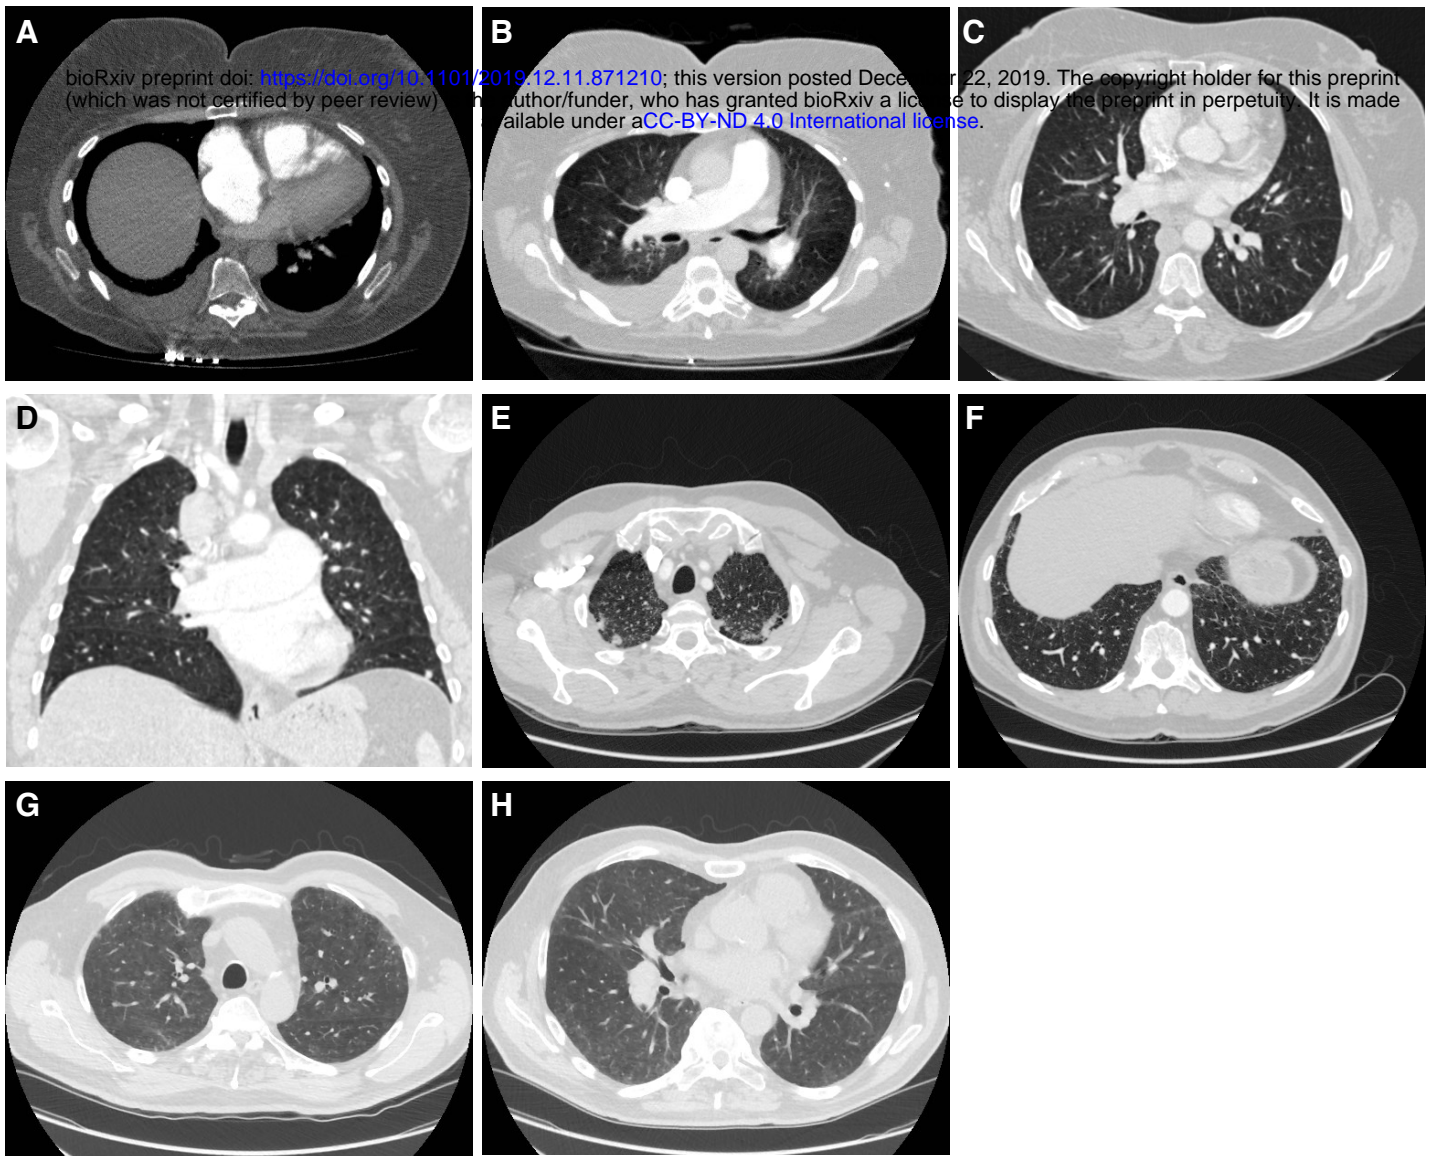 A
B
C
bioRxiv preprint doi: https://doi.org/10.1101/2019.12.11.871210; this version posted December 22, 2019. The copyright holder for this preprint
(which was not certified by peer review) author/funder, who has granted bioRxiv a license to display the preprint in perpetuity. It is made
available under aCC-BY-ND 4.0 International license.
D
E
F
G
H